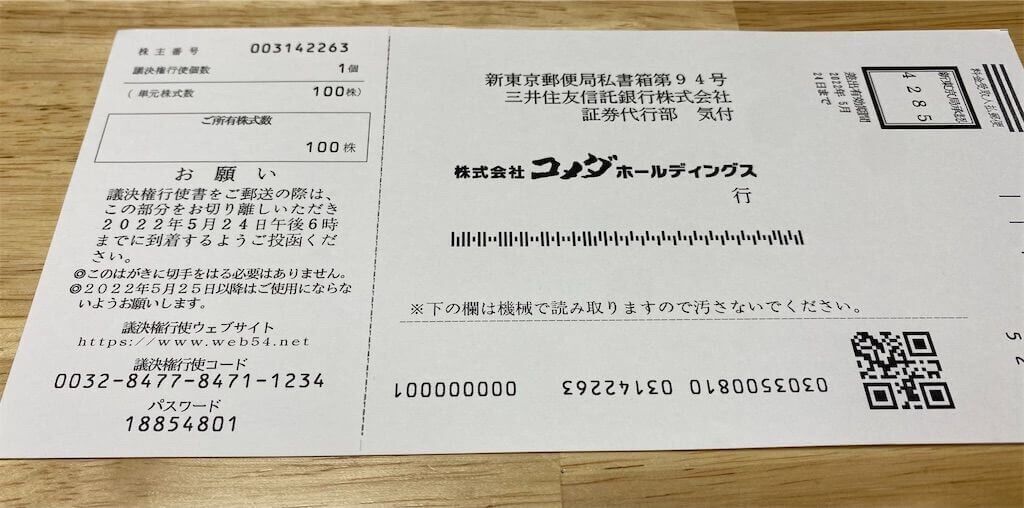 株主番号 003142263
議決権行使個数 1個
(単元株式数 100株)
ご所有株式数
100株
お願い
議決権行使書をご郵送の際は、
この部分をお切り離しいただき
2022年5月24日午後6時
までに到着するようご投函くだ
さい。
◎このはがきに切手をはる必要はありません。
◎2022年5月25日以降はご使用にならな
いようお願いします。
議決権行使ウェブサイト
https://www.web54.net
議決権行使コード
0032-8477-8471-1234
パスワード
18854801
新東京郵便局私書箱第94号
三井住友信託銀行株式会社
証券代行部 気付
株式会社コメダホールディングス
行
※下の欄は機械で読み取りますので汚さないでください。
0303500810 03142263 000000001
料金受取人払郵便
新東京局承認
4285
差出有効期間
2022年5月
24日まで